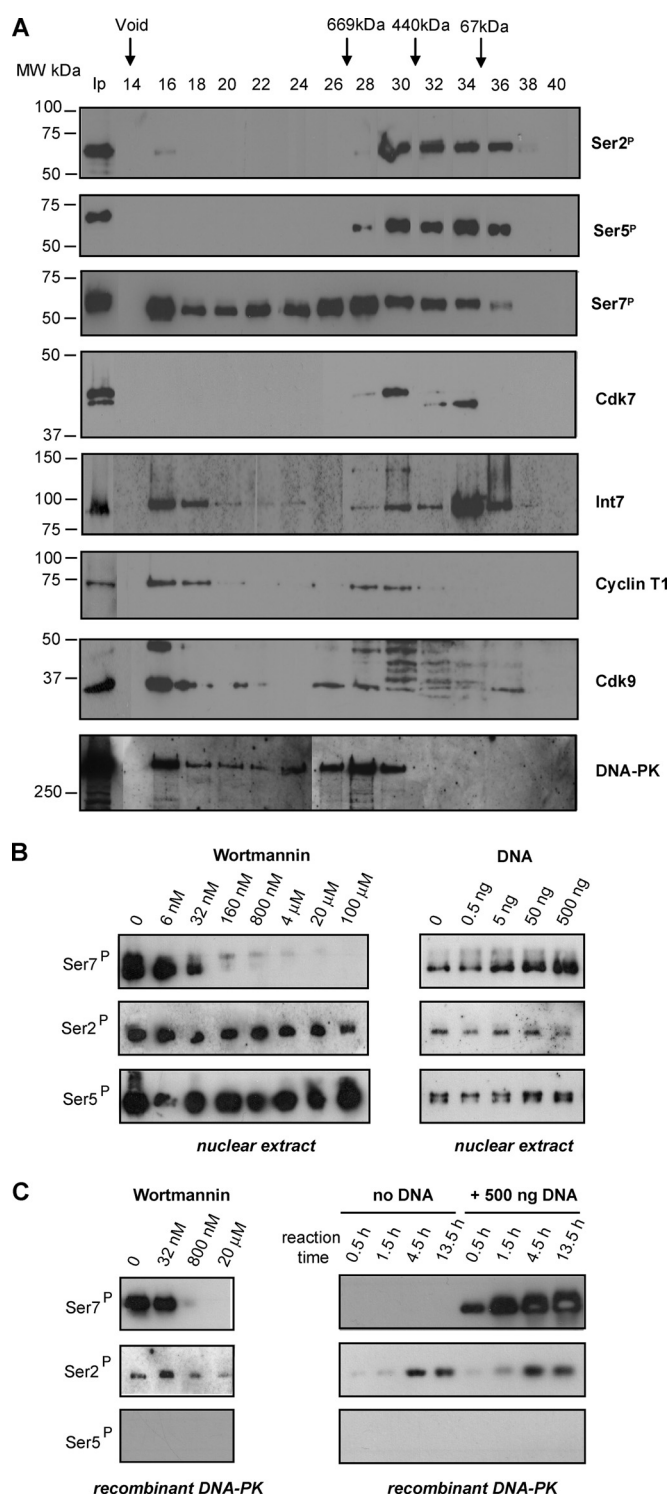 A
Void 669kDa 440kDa 67kDa
MW kDa Ip 14 16 18 20 22 24 26 28 30 32 34 36 38 40
100
75
50
Ser2ᴾ
75
50
Ser5ᴾ
75
50
Ser7ᴾ
50
37
Cdk7
150
100
75
Int7
100
75
Cyclin T1
50
37
Cdk9
250
DNA-PK
B
Wortmannin DNA
0 6 nM 32 nM 160 nM 800 nM 4 µM 20 µM 100 µM 0 0.5 ng 5 ng 50 ng 500 ng
Ser7ᴾ
Ser2ᴾ
Ser5ᴾ
nuclear extract nuclear extract
C
Wortmannin no DNA + 500 ng DNA
0 32 nM 800 nM 20 µM reaction time 0.5 h 1.5 h 4.5 h 13.5 h 0.5 h 1.5 h 4.5 h 13.5 h
Ser7ᴾ Ser7ᴾ
Ser2ᴾ Ser2ᴾ
Ser5ᴾ Ser5ᴾ
recombinant DNA-PK recombinant DNA-PK